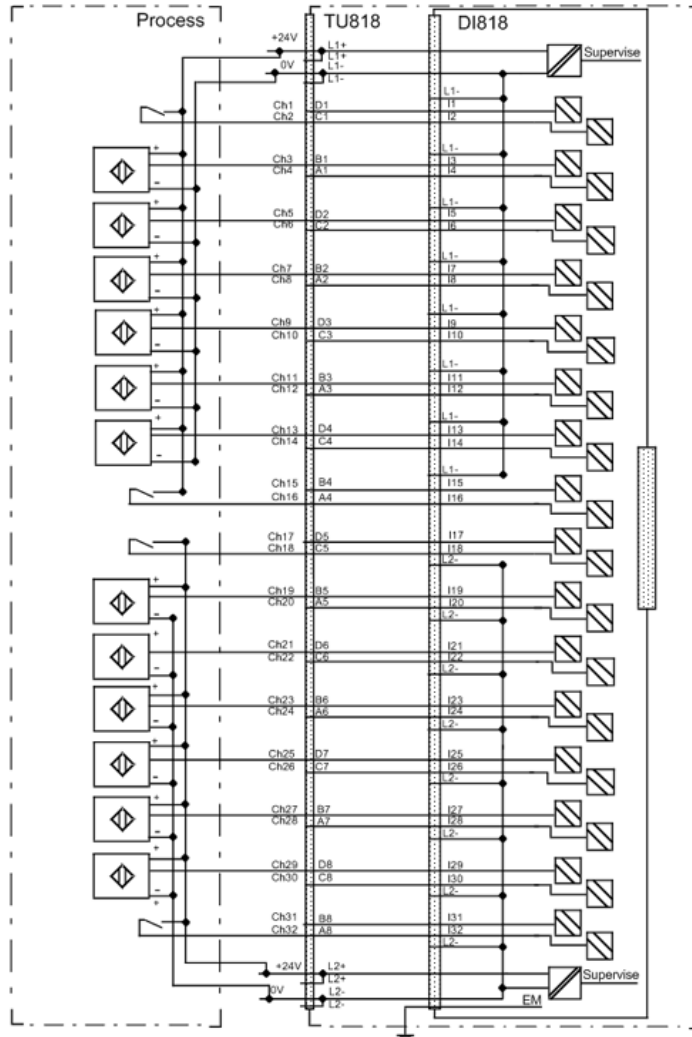 Process TU818 DI818
+24V L1+ Supervise
L1+
0V L1-
L1-
L1-
Ch1 D1 I1
Ch2 C1 I2
+ L1-
Ch3 B1 I3
Ch4 A1 I4
-
+ L1-
Ch5 D2 I5
Ch6 C2 I6
-
+ L1-
Ch7 B2 I7
Ch8 A2 I8
-
+ L1-
Ch9 D3 I9
Ch10 C3 I10
-
+ L1-
Ch11 B3 I11
Ch12 A3 I12
-
+ L1-
Ch13 D4 I13
Ch14 C4 I14
-
L1-
Ch15 B4 I15
Ch16 A4 I16
Ch17 D5 I17
Ch18 C5 I18
L2-
+
Ch19 B5 I19
Ch20 A5 I20
- L2-
+
Ch21 D6 I21
Ch22 C6 I22
- L2-
+
Ch23 B6 I23
Ch24 A6 I24
- L2-
+
Ch25 D7 I25
Ch26 C7 I26
- L2-
+
Ch27 B7 I27
Ch28 A7 I28
- L2-
+
Ch29 D8 I29
Ch30 C8 I30
- L2-
Ch31 B8 I31
Ch32 A8 I32
L2-
+24V L2+ Supervise
L2+
0V L2-
L2- EM